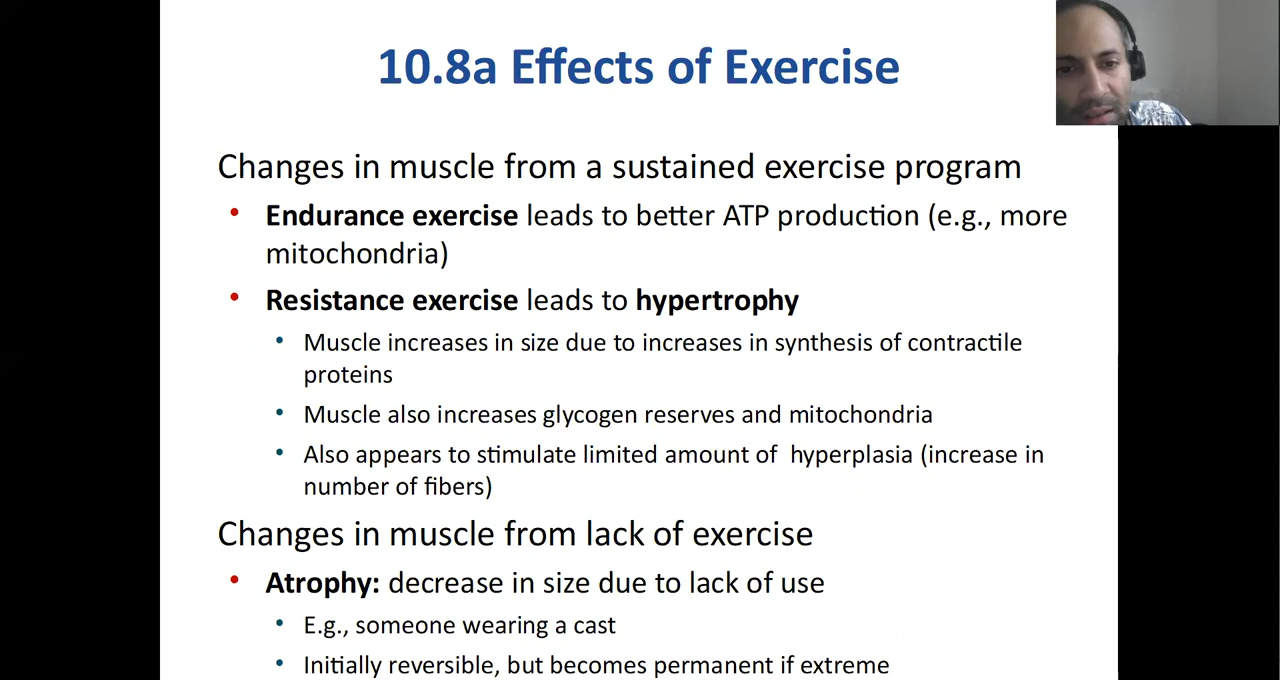 10.8a Effects of Exercise
Changes in muscle from a sustained exercise program
• Endurance exercise leads to better ATP production (e.g., more
mitochondria)
• Resistance exercise leads to hypertrophy
• Muscle increases in size due to increases in synthesis of contractile
proteins
• Muscle also increases glycogen reserves and mitochondria
• Also appears to stimulate limited amount of  hyperplasia (increase in
number of fibers)
Changes in muscle from lack of exercise
• Atrophy: decrease in size due to lack of use
• E.g., someone wearing a cast
• Initially reversible, but becomes permanent if extreme